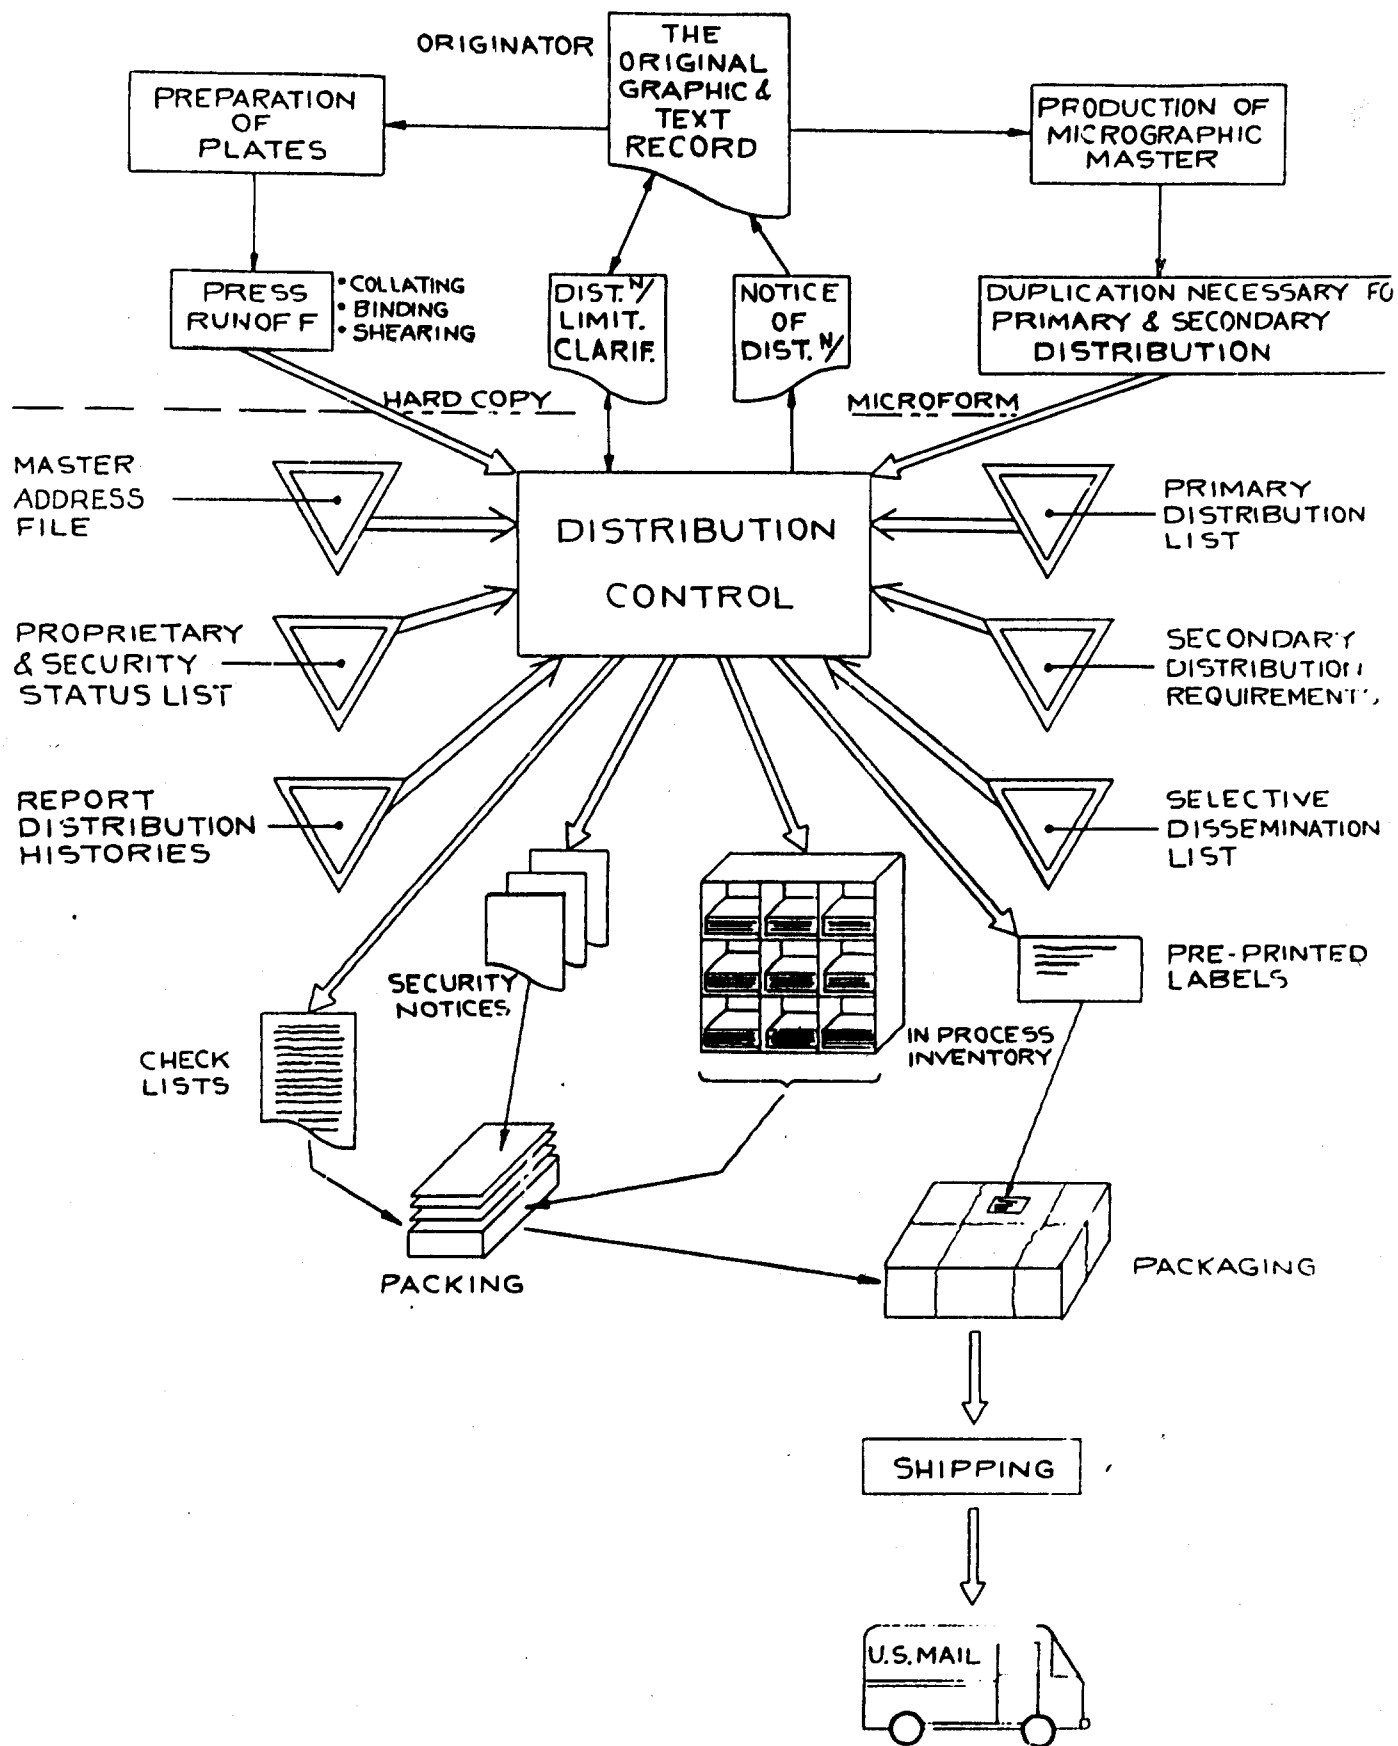 ORIGINATOR
THE
ORIGINAL
GRAPHIC &
TEXT
RECORD
PREPARATION
OF
PLATES
PRODUCTION OF
MICROGRAPHIC
MASTER
PRESS
RUNOFF
• COLLATING
• BINDING
• SHEARING
DIST.N/
LIMIT.
CLARIF.
NOTICE
OF
DIST.N/
DUPLICATION NECESSARY FO
PRIMARY & SECONDARY
DISTRIBUTION
HARD COPY
MICROFORM
MASTER
ADDRESS
FILE
DISTRIBUTION
CONTROL
PRIMARY
DISTRIBUTION
LIST
PROPRIETARY
& SECURITY
STATUS LIST
SECONDARY
DISTRIBUTION
REQUIREMENTS
REPORT
DISTRIBUTION
HISTORIES
SELECTIVE
DISSEMINATION
LIST
SECURITY
NOTICES
PRE-PRINTED
LABELS
IN PROCESS
INVENTORY
CHECK
LISTS
PACKING
PACKAGING
SHIPPING
U.S. MAIL